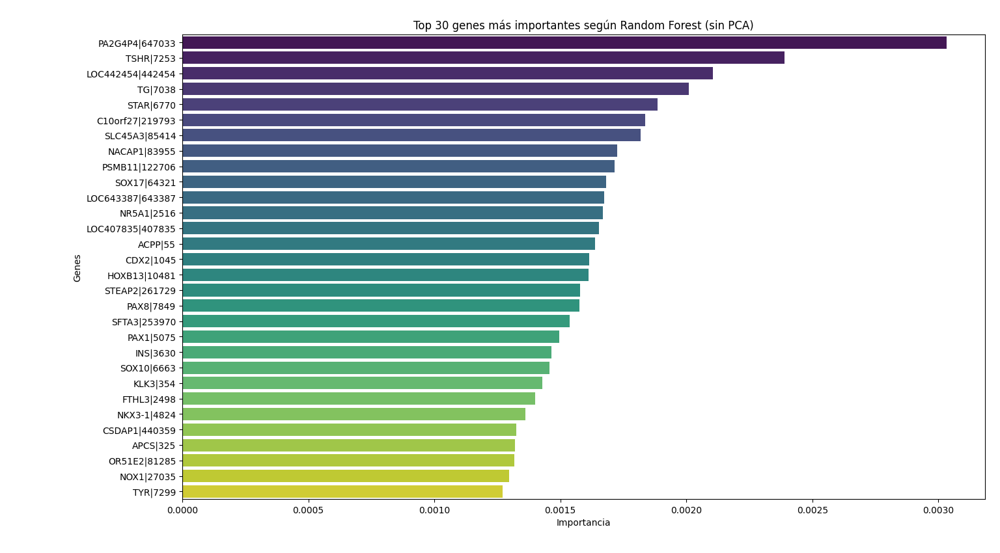 Top 30 genes más importantes según Random Forest (sin PCA)
PA2G4P4|647033
TSHR|7253
LOC442454|442454
TG|7038
STAR|6770
C10orf27|219793
SLC45A3|85414
NACAP1|83955
PSMB11|122706
SOX17|64321
LOC643387|643387
NR5A1|2516
LOC407835|407835
ACPP|55
CDX2|1045
HOXB13|10481
STEAP2|261729
PAX8|7849
SFTA3|253970
PAX1|5075
INS|3630
SOX10|6663
KLK3|354
FTHL3|2498
NKX3-1|4824
CSDAP1|440359
APCS|325
OR51E2|81285
NOX1|27035
TYR|7299
Genes
0.0000 0.0005 0.0010 0.0015 0.0020 0.0025 0.0030
Importancia